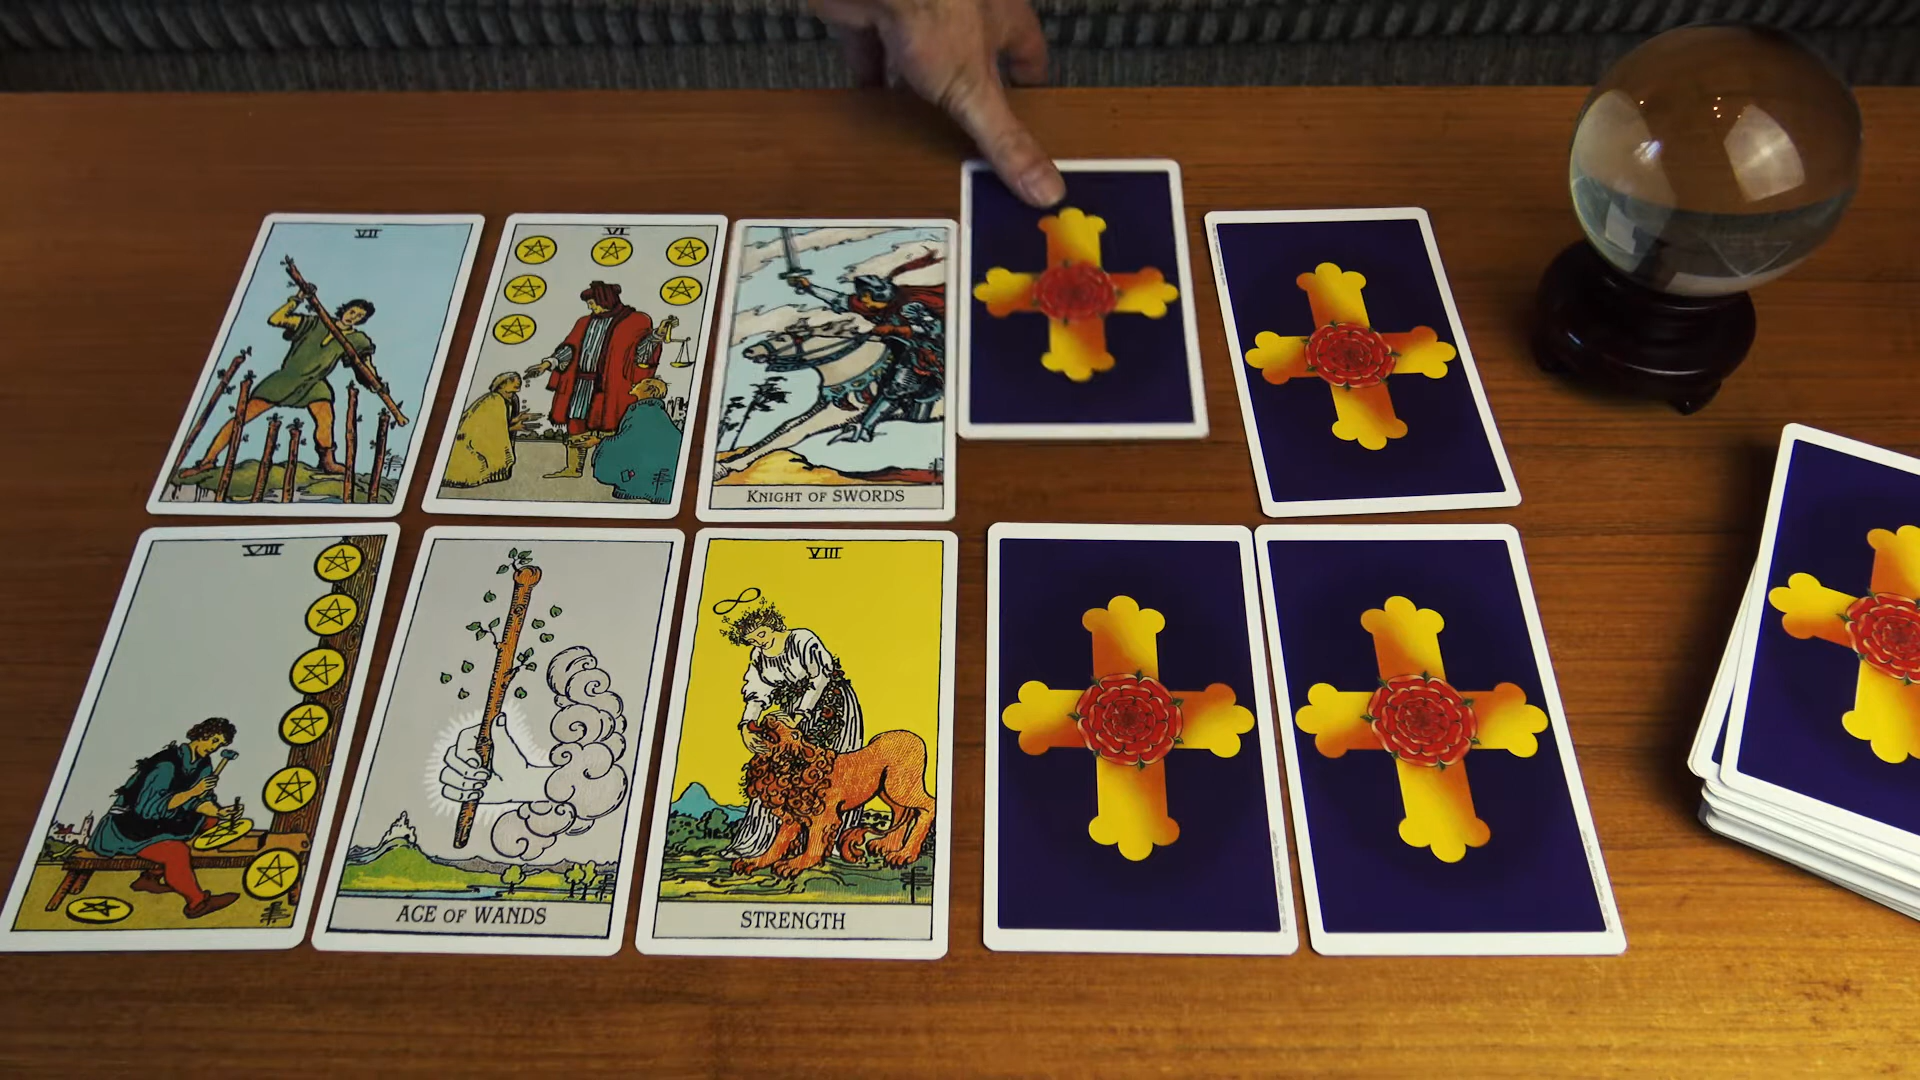 VII
VI
KNIGHT OF SWORDS
VIII
ACE OF WANDS
VIII
STRENGTH